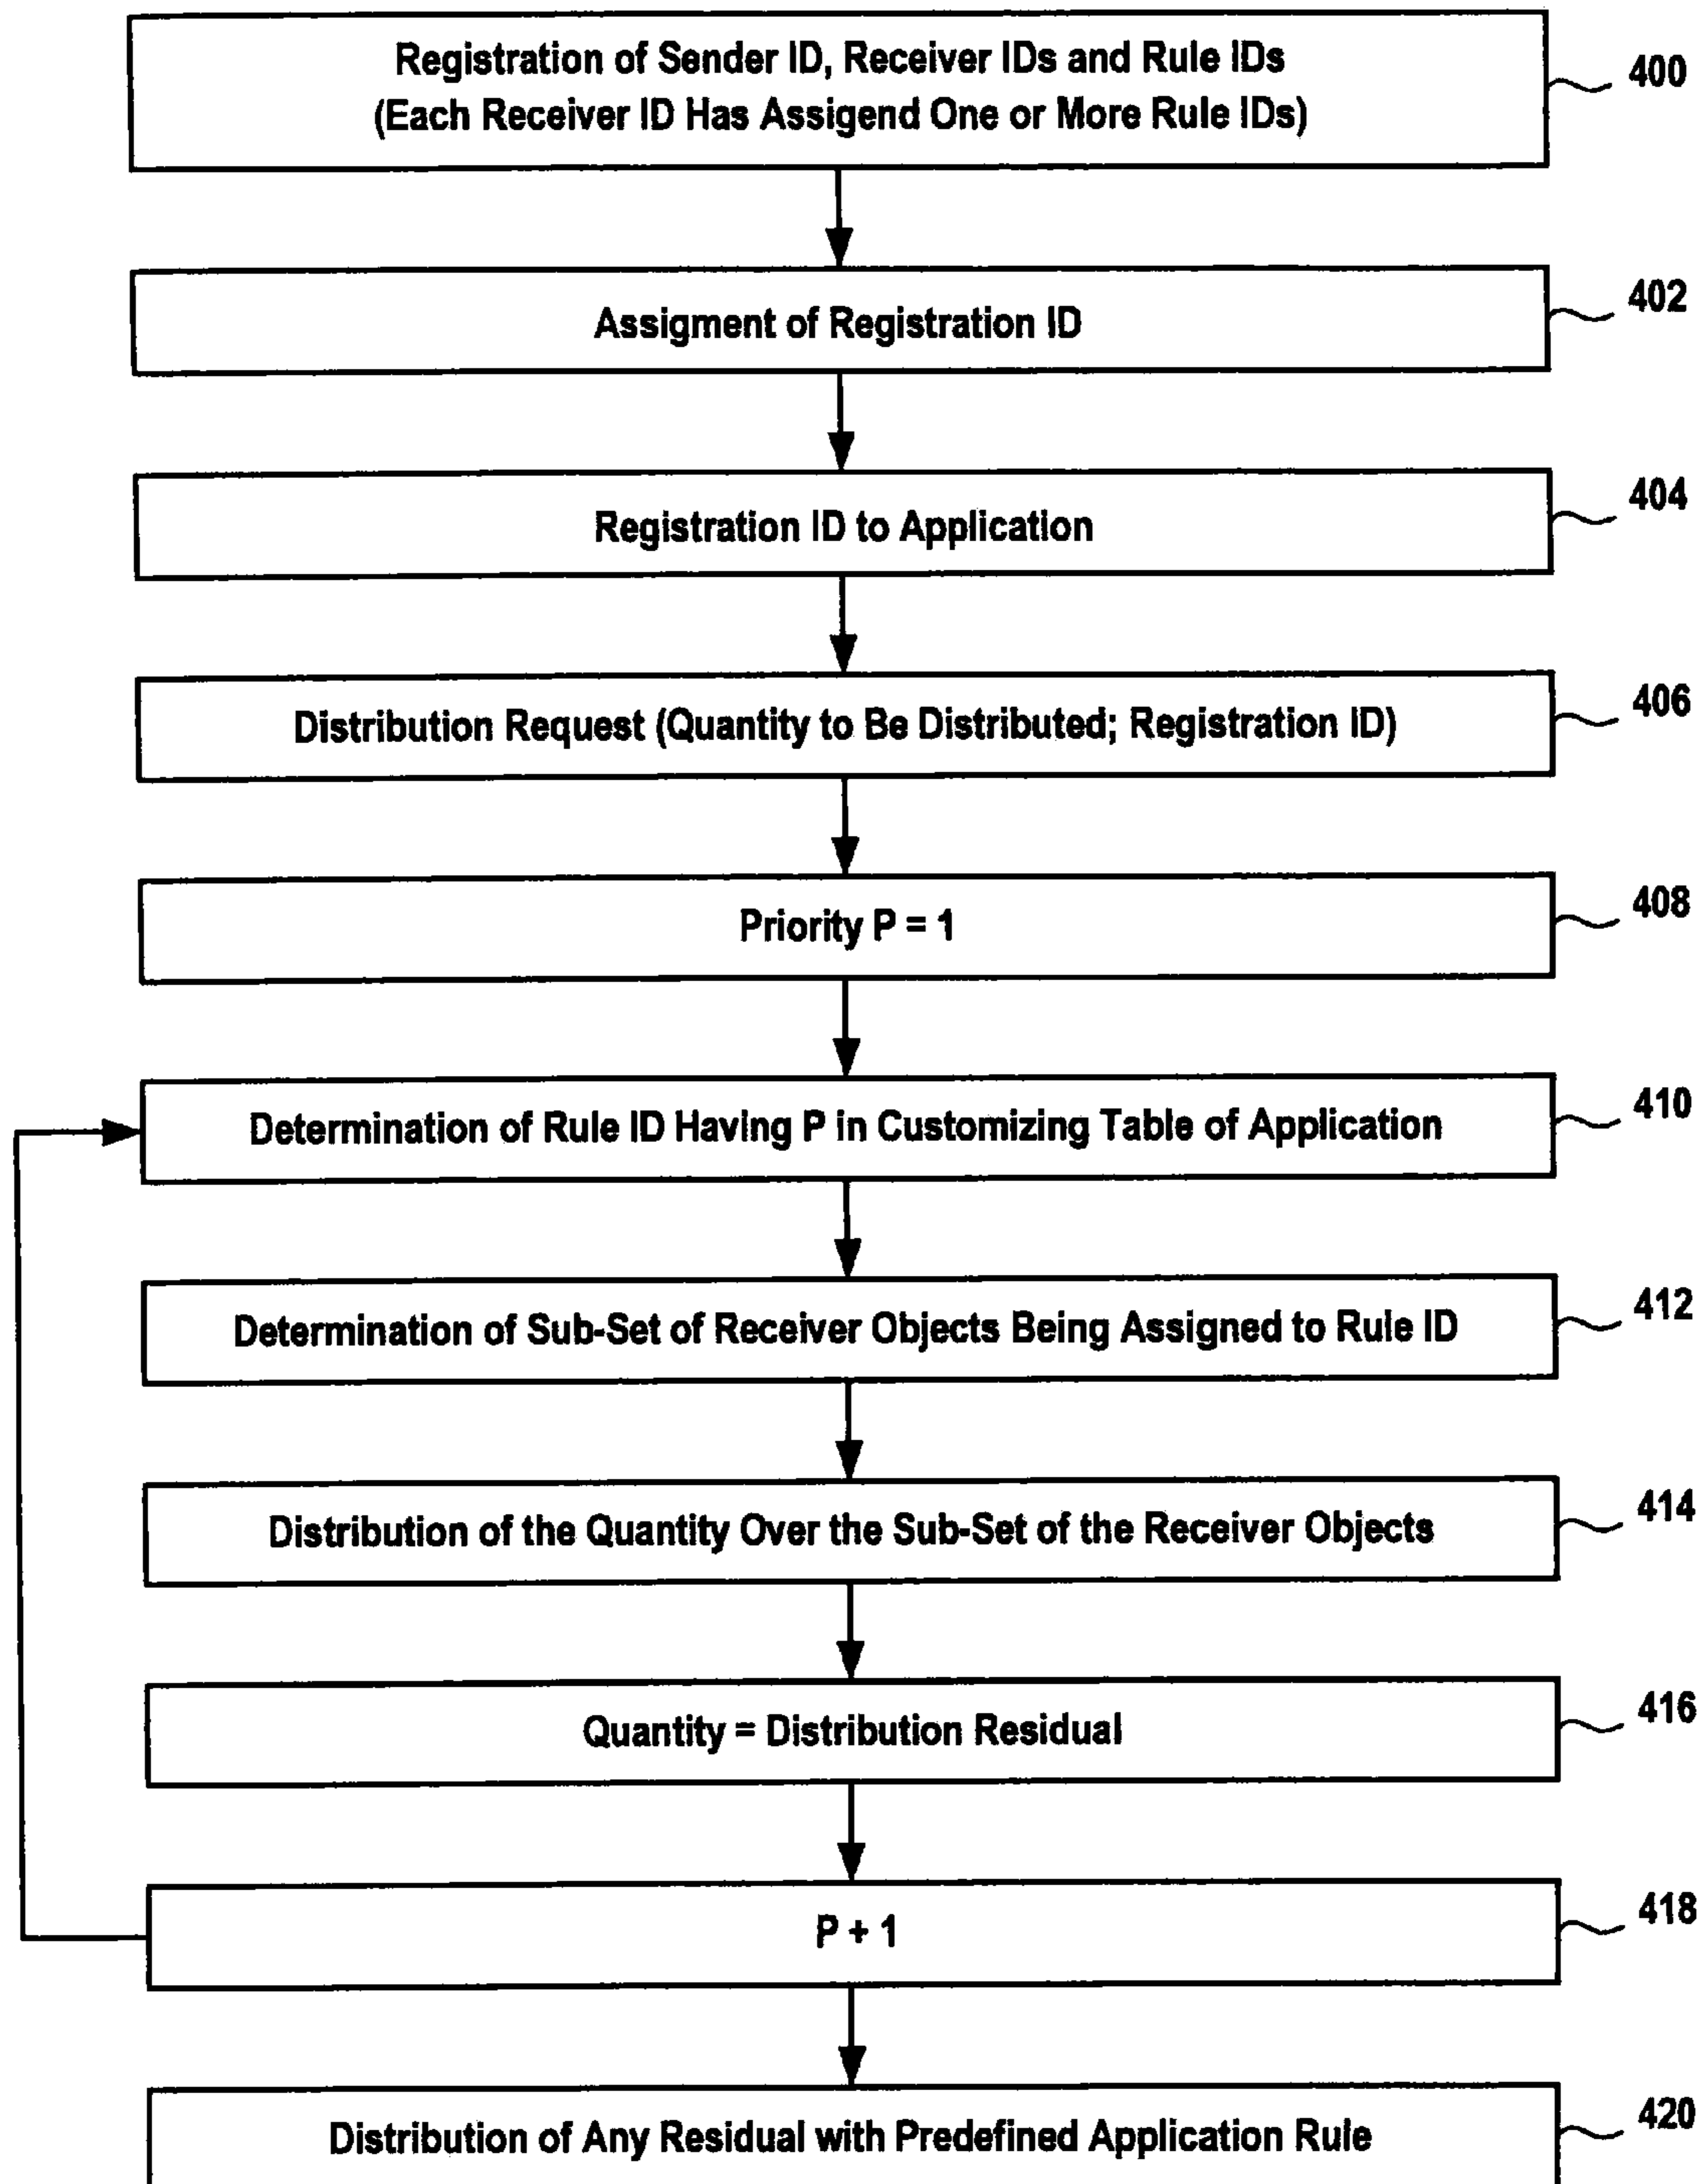 Registration of Sender ID, Receiver IDs and Rule IDs
(Each Receiver ID Has Assigend One or More Rule IDs)
400
Assigment of Registration ID
402
Registration ID to Application
404
Distribution Request (Quantity to Be Distributed; Registration ID)
406
Priority P = 1
408
Determination of Rule ID Having P in Customizing Table of Application
410
Determination of Sub-Set of Receiver Objects Being Assigned to Rule ID
412
Distribution of the Quantity Over the Sub-Set of the Receiver Objects
414
Quantity = Distribution Residual
416
P + 1
418
Distribution of Any Residual with Predefined Application Rule
420